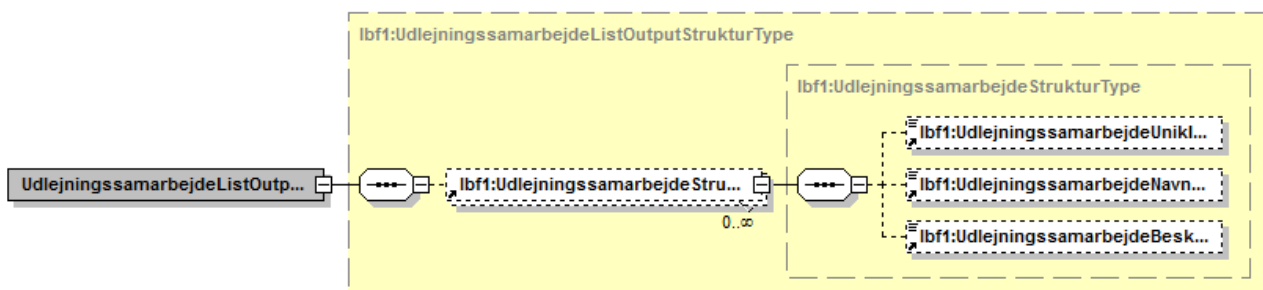 lbf1:UdlejningssamarbejdeListOutputStrukturType
lbf1:UdlejningssamarbejdeStrukturType
lbf1:UdlejningssamarbejdeUnikI...
UdlejningssamarbejdeListOutp...
lbf1:UdlejningssamarbejdeStru...
lbf1:UdlejningssamarbejdeNavn...
0..∞
lbf1:UdlejningssamarbejdeBesk...